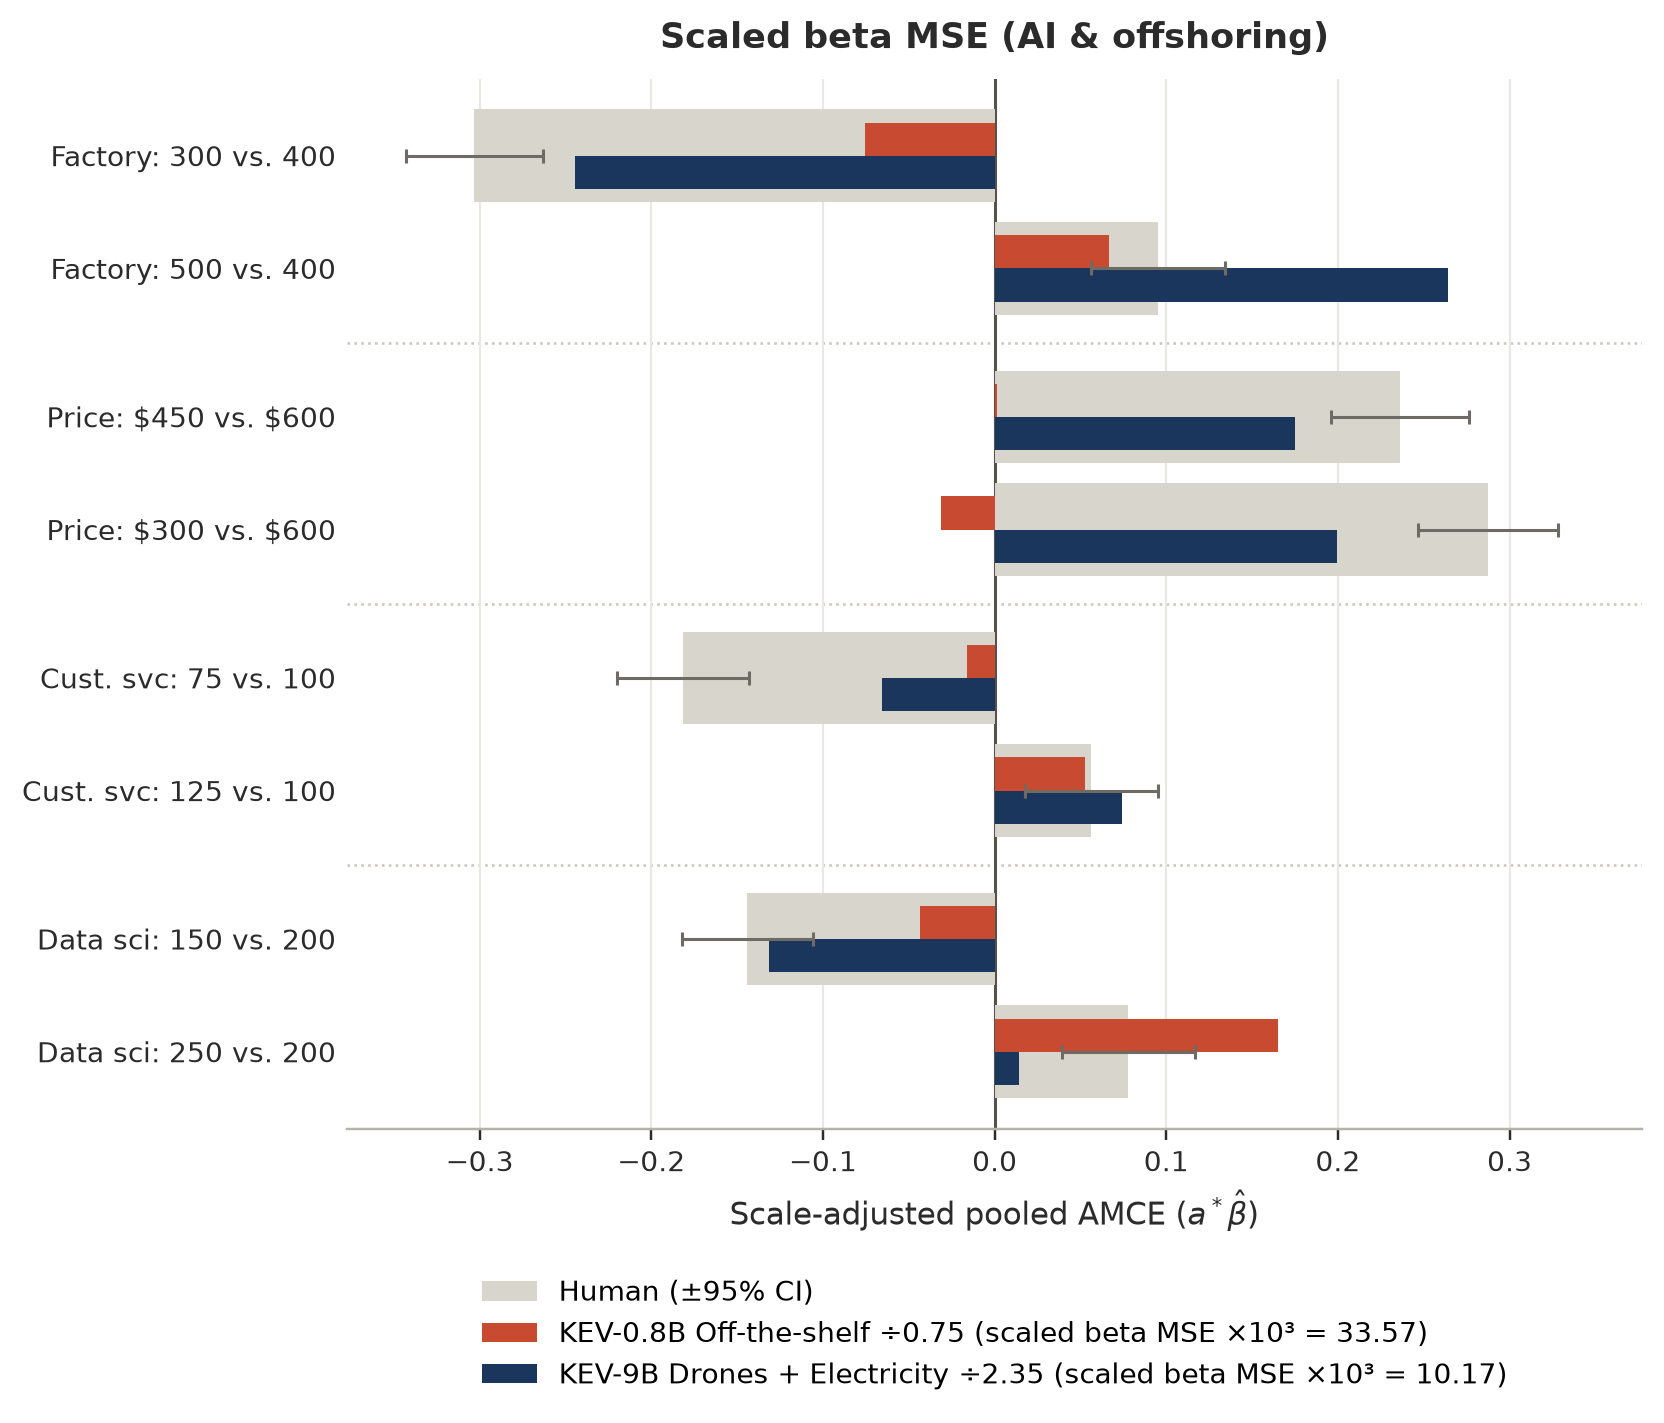 Scaled beta MSE (AI & offshoring)
Factory: 300 vs. 400
Factory: 500 vs. 400
Price: $450 vs. $600
Price: $300 vs. $600
Cust. svc: 75 vs. 100
Cust. svc: 125 vs. 100
Data sci: 150 vs. 200
Data sci: 250 vs. 200
−0.3 −0.2 −0.1 0.0 0.1 0.2 0.3
Scale-adjusted pooled AMCE (a*β̂)
Human (±95% CI)
KEV-0.8B Off-the-shelf ÷0.75 (scaled beta MSE ×10³ = 33.57)
KEV-9B Drones + Electricity ÷2.35 (scaled beta MSE ×10³ = 10.17)